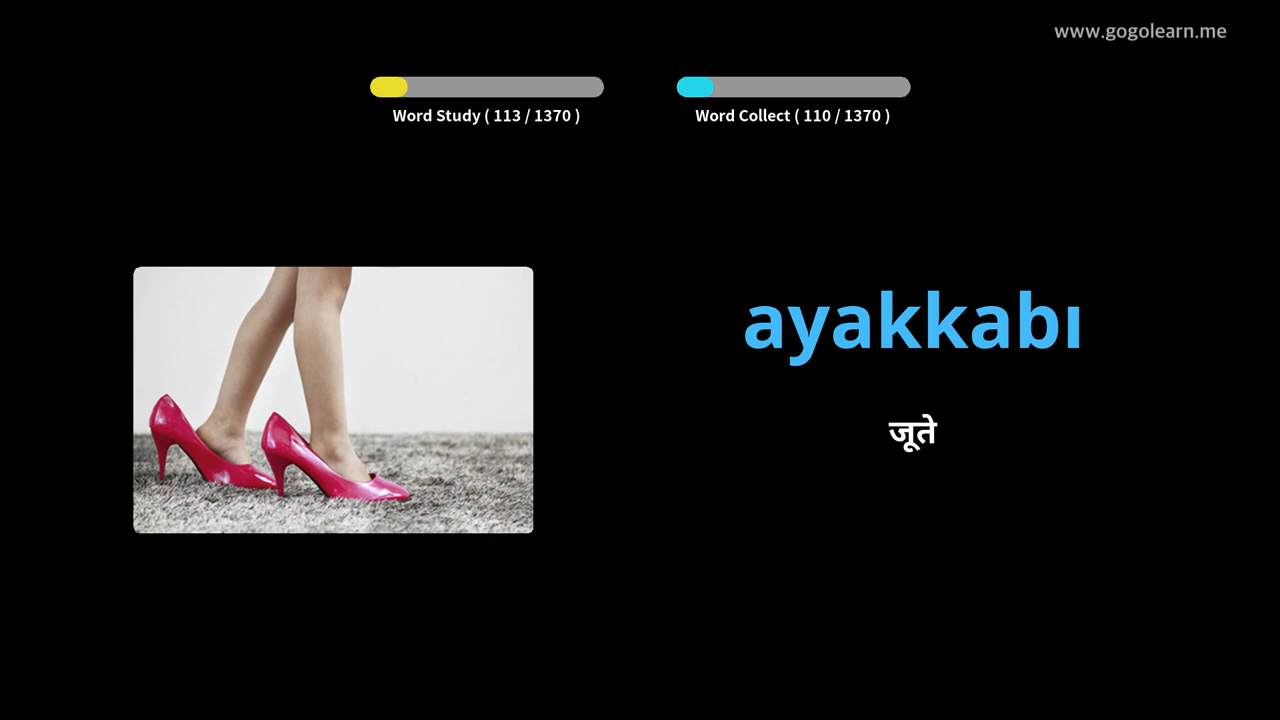 www.gogolearn.me
Word Study ( 113 / 1370 )
Word Collect ( 110 / 1370 )
ayakkabı
जूते